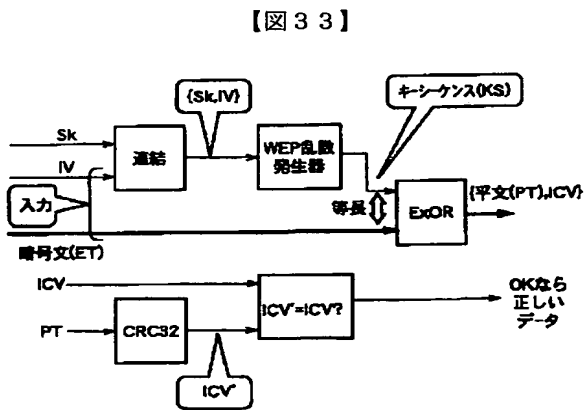 【図３３】
{Sk,IV}
キーシーケンス(KS)
Sk
連結
WEP乱数
発生器
IV
入力
等長
ExOR
{平文(PT),ICV}
暗号文(ET)
ICV
ICV'=ICV?
OKなら
正しい
データ
PT
CRC32
ICV'